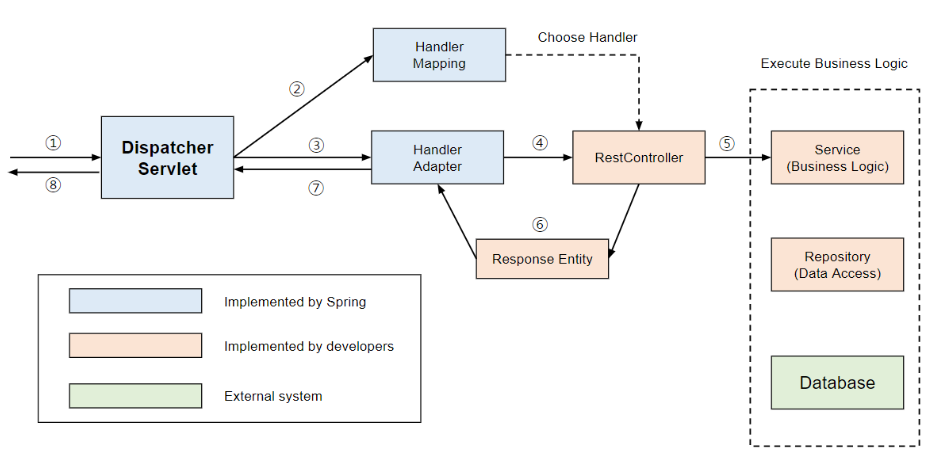 Handler
Mapping
Choose Handler
Execute Business Logic
②
①
Dispatcher
Servlet
③
Handler
Adapter
④
RestController
⑤
Service
(Business Logic)
⑧
⑦
⑥
Response Entity
Repository
(Data Access)
Implemented by Spring
Implemented by developers
External system
Database